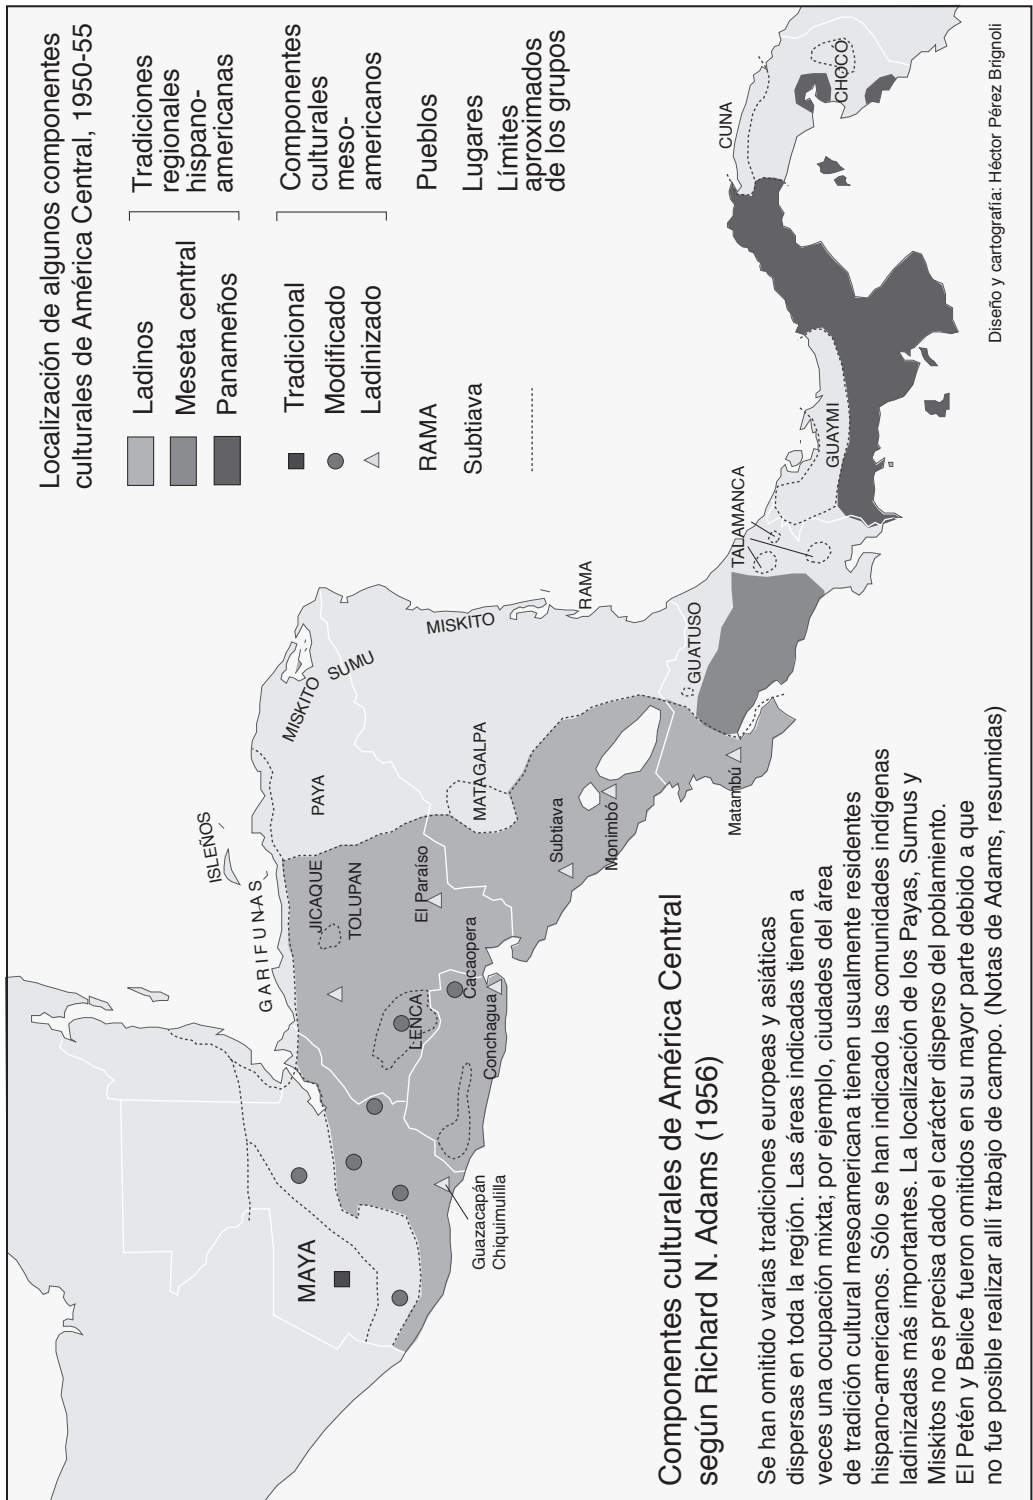 Localización de algunos componentes
culturales de América Central, 1950-55
Ladinos
Meseta central
Panameños
Tradiciones
regionales
hispano-
americanas
Tradicional
Modificado
Ladinizado
Componentes
culturales
meso-
americanos
RAMA
Pueblos
Subtiava
Lugares
Límites
aproximados
de los grupos
MAYA
Guazacapán
Chiquimulilla
GARIFUNAS
ISLEÑOS
JICAQUE
TOLUPAN
PAYA
MISKITO
SUMU
MISKITO
LENCA
Cacaopera
Conchagua
El Paraíso
MATAGALPA
Subtiava
Monimbó
RAMA
GUATUSO
Matambú
TALAMANCA
GUAYMI
CUNA
CHOCO
Componentes culturales de América Central
según Richard N. Adams (1956)
Se han omitido varias tradiciones europeas y asiáticas
dispersas en toda la región. Las áreas indicadas tienen a
veces una ocupación mixta; por ejemplo, ciudades del área
de tradición cultural mesoamericana tienen usualmente residentes
hispano-americanos. Sólo se han indicado las comunidades indígenas
ladinizadas más importantes. La localización de los Payas, Sumus y
Miskitos no es precisa dado el carácter disperso del poblamiento.
El Petén y Belice fueron omitidos en su mayor parte debido a que
no fue posible realizar allí trabajo de campo. (Notas de Adams, resumidas)
Diseño y cartografía: Héctor Pérez Brignoli